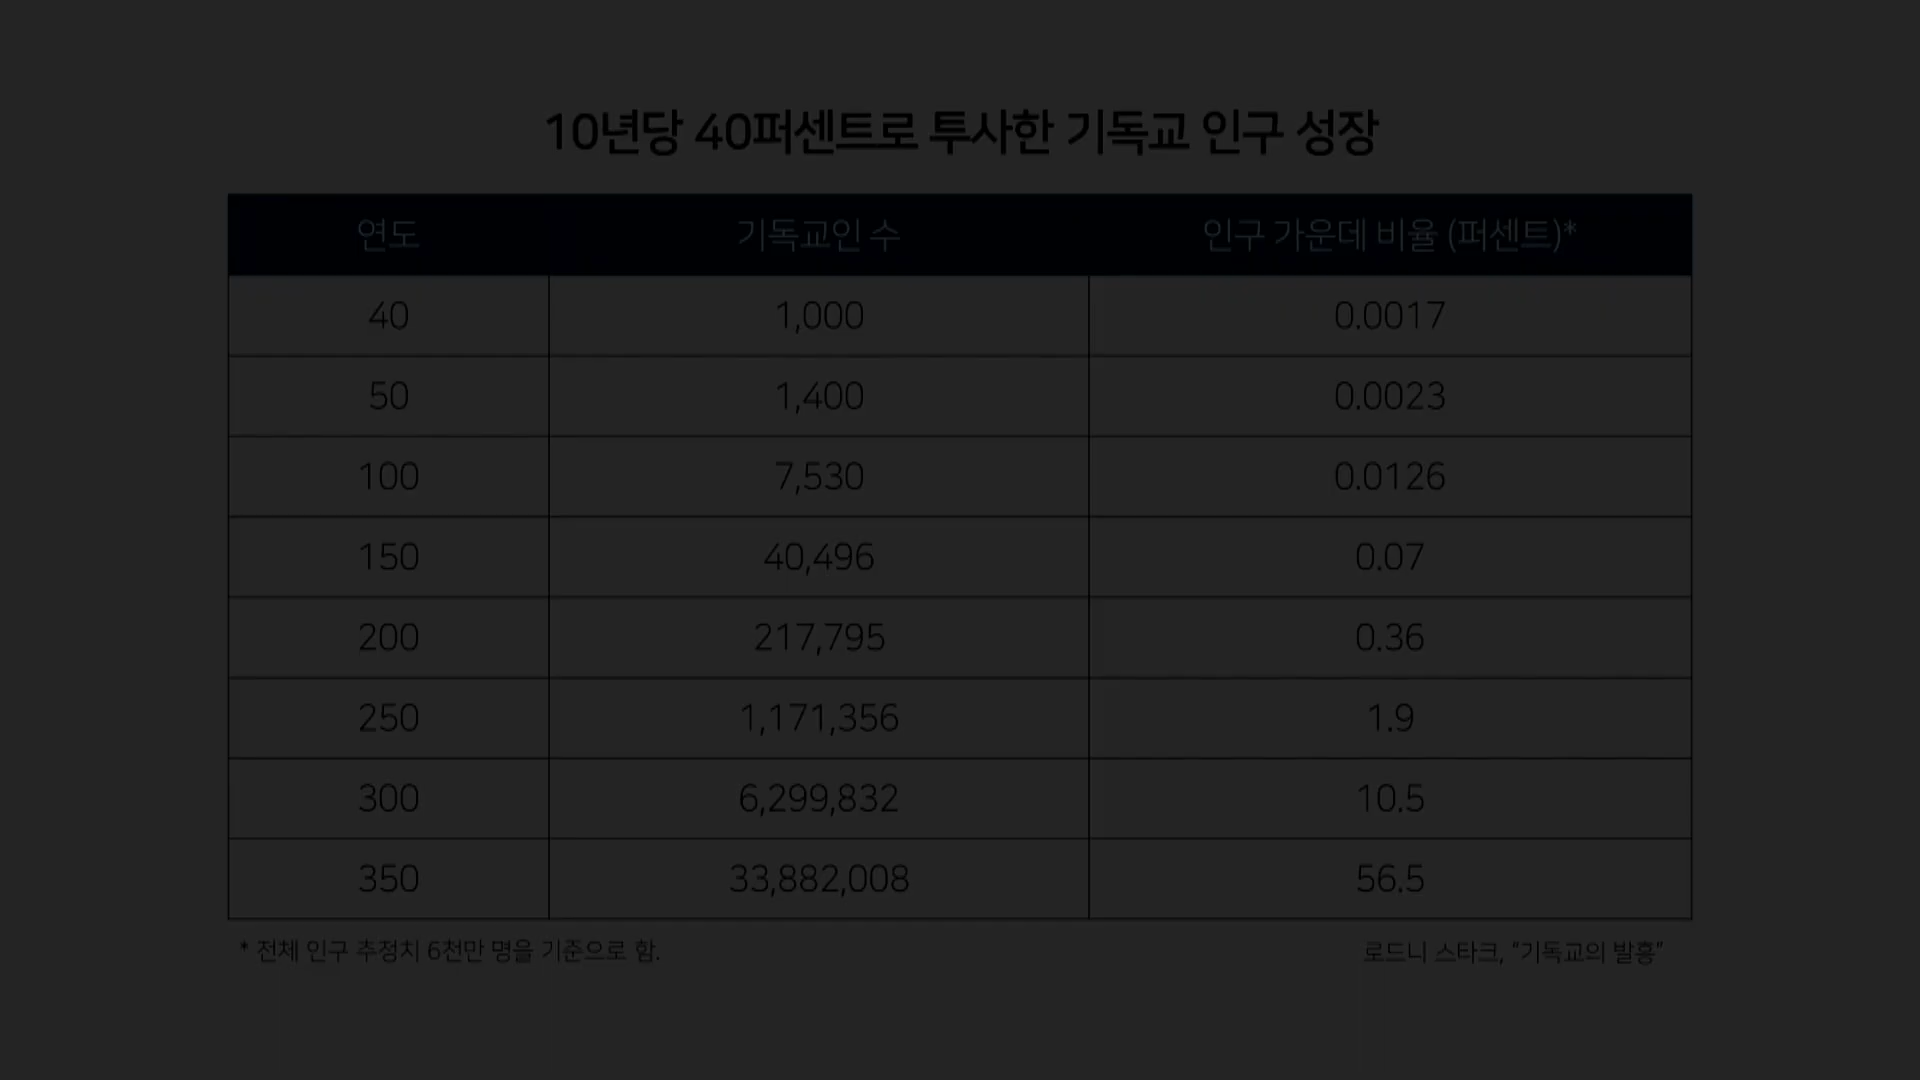 10년당 40퍼센트로 투사한 기독교 인구 성장
연도 기독교인 수 인구 가운데 비율 (퍼센트)*
40 1,000 0.0017
50 1,400 0.0023
100 7,530 0.0126
150 40,496 0.07
200 217,795 0.36
250 1,171,356 1.9
300 6,299,832 10.5
350 33,882,008 56.5
* 전체 인구 추정치 6천만 명을 기준으로 함. 로드니 스타크, “기독교의 발흥”